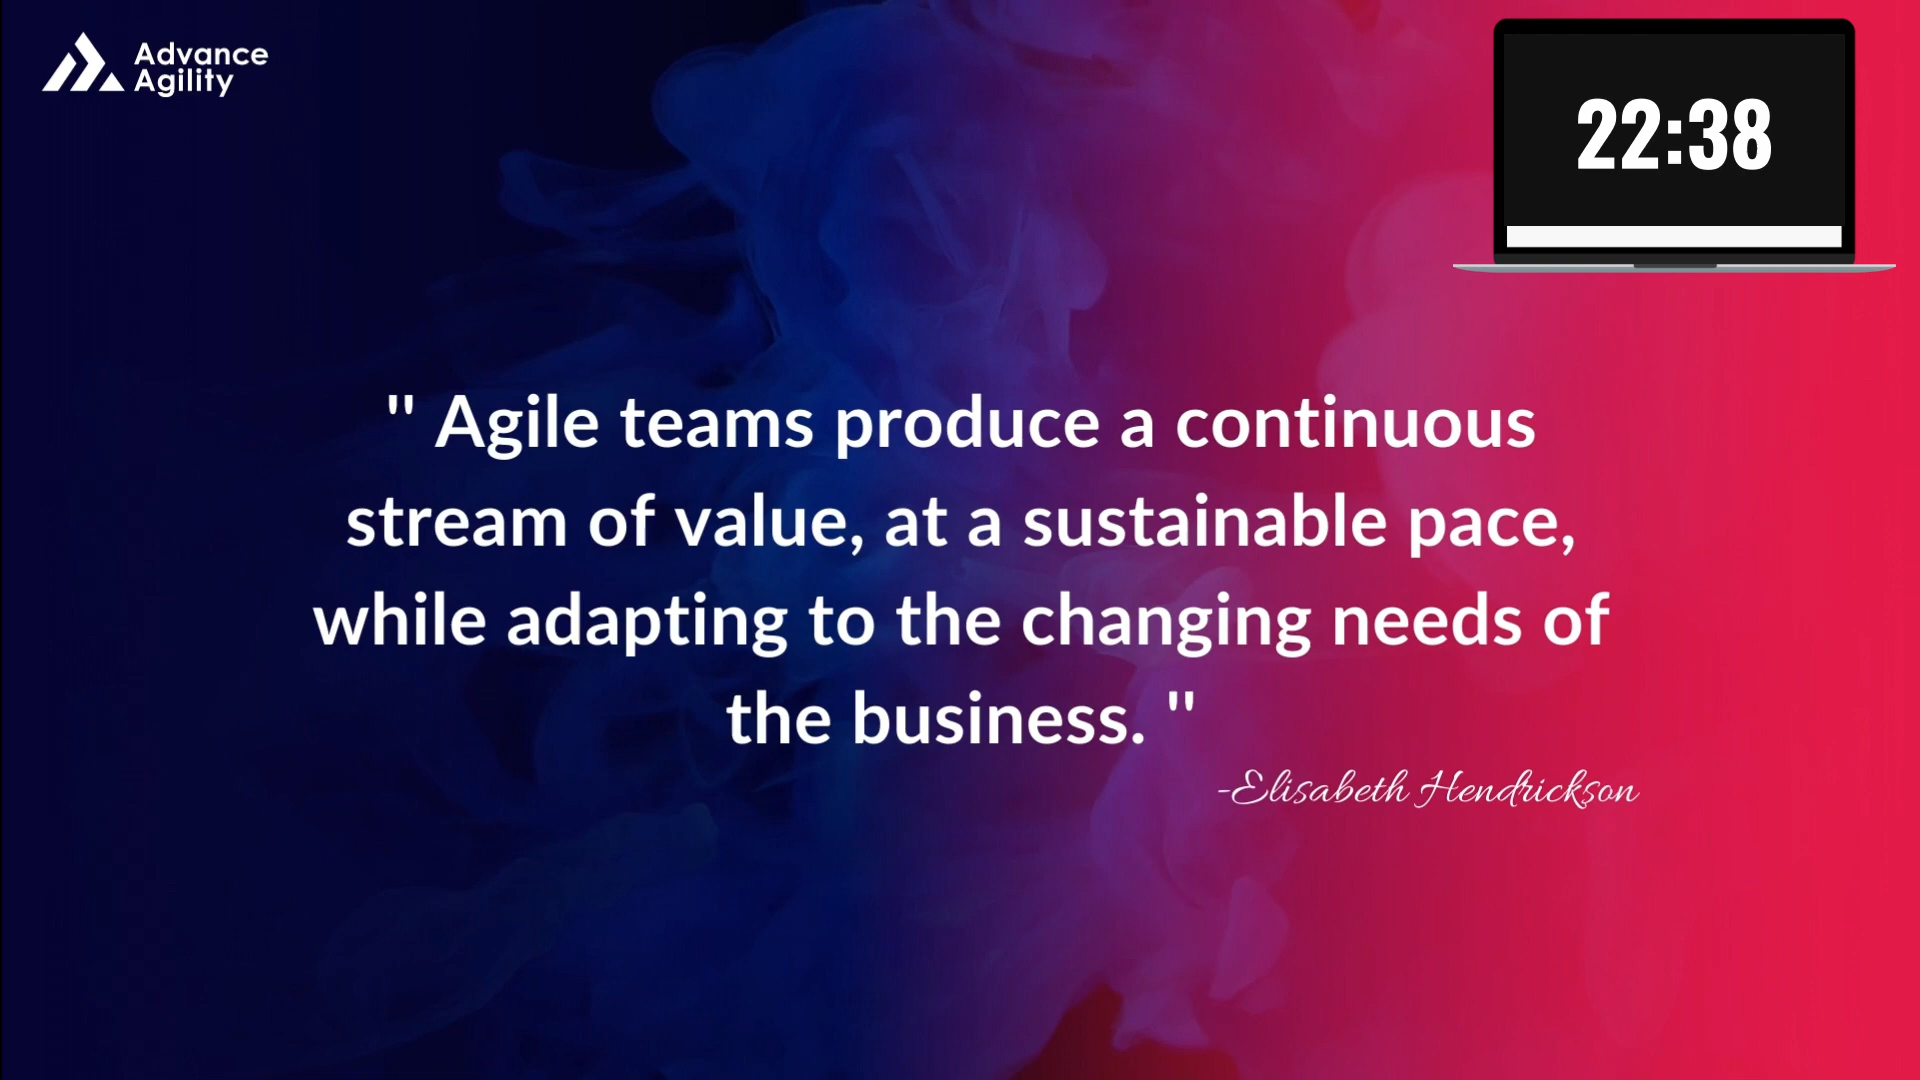 Advance
Agility
22:38
" Agile teams produce a continuous
stream of value, at a sustainable pace,
while adapting to the changing needs of
the business. "
-Elisabeth Hendrickson